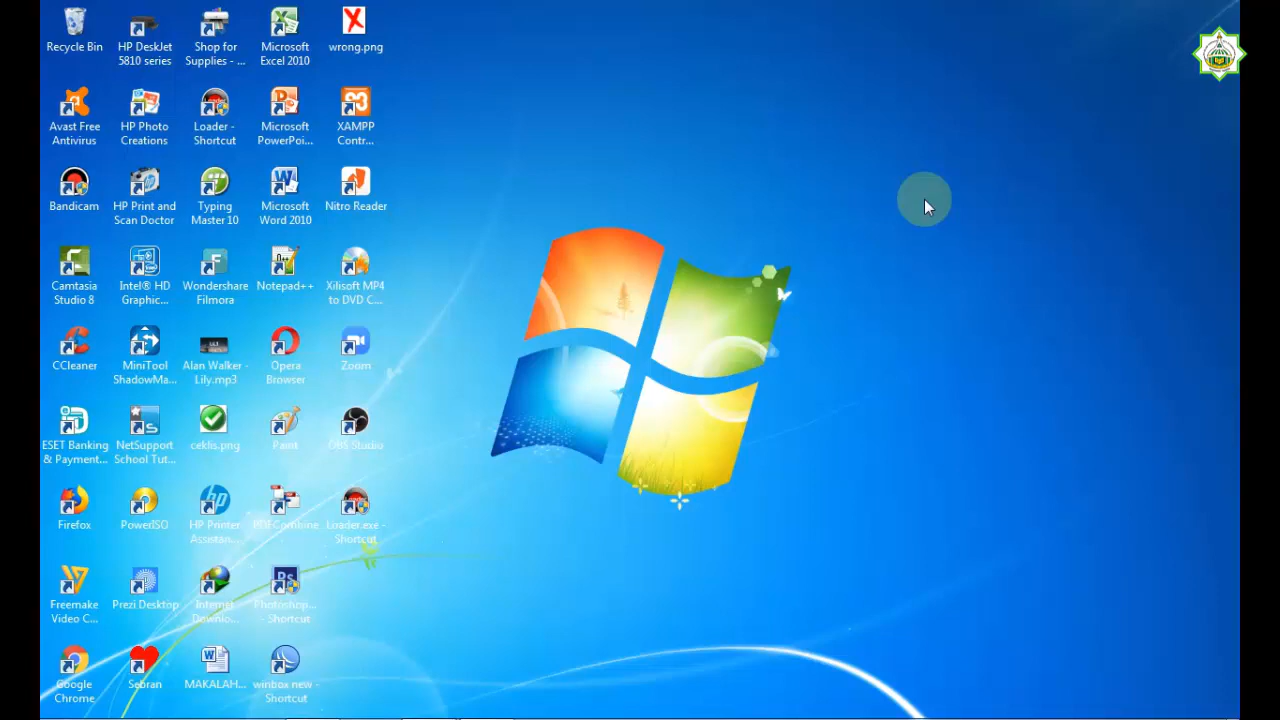 Recycle Bin
HP DeskJet
5810 series
Shop for
Supplies - ...
Microsoft
Excel 2010
wrong.png
Avast Free
Antivirus
HP Photo
Creations
Loader -
Shortcut
Microsoft
PowerPoi...
XAMPP
Contr...
Bandicam
HP Print and
Scan Doctor
Typing
Master 10
Microsoft
Word 2010
Nitro Reader
Camtasia
Studio 8
Intel® HD
Graphic...
Wondershare
Filmora
Notepad++
Xilisoft MP4
to DVD C...
CCleaner
MiniTool
ShadowMa...
Alan Walker -
Lily.mp3
Opera
Browser
Zoom
ESET Banking
& Payment...
NetSupport
School Tut...
ceklis.png
Paint
OBS Studio
Firefox
PowerISO
HP Printer
Assistan...
PDFCombine
.
Loader.exe -
Shortcut
Freemake
Video C...
Prezi Desktop
Internet
Downlo...
Photoshop...
- Shortcut
Google
Chrome
Sebran
MAKALAH...
winbox new -
Shortcut